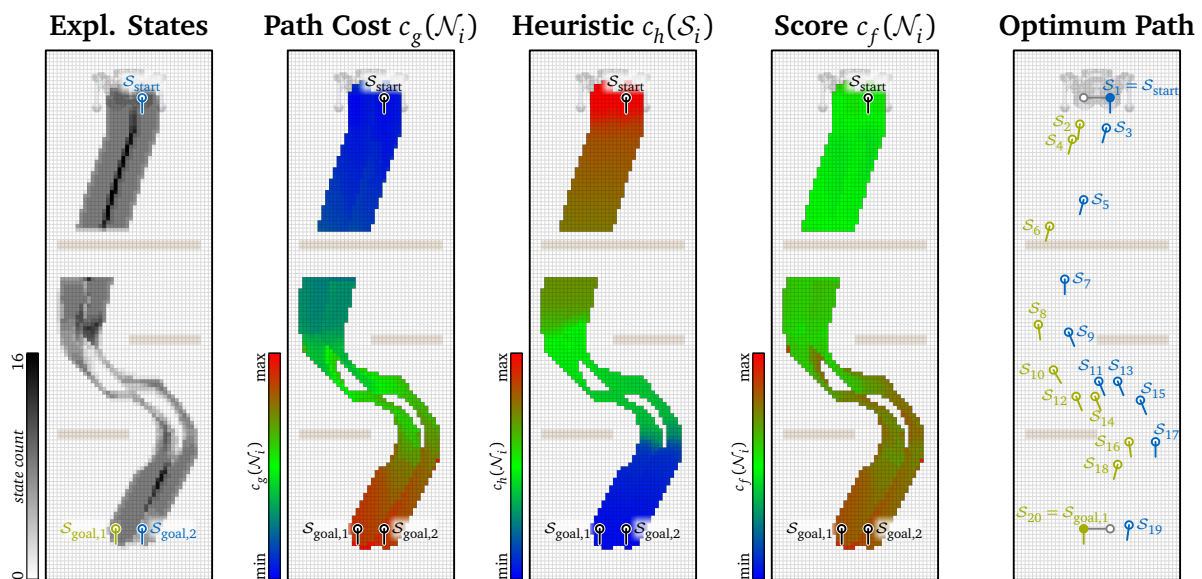 Expl. States
Path Cost c_g(𝒩_i)
Heuristic c_h(𝒮_i)
Score c_f(𝒩_i)
Optimum Path
𝒮_start
16
state count
0
𝒮_goal,1
𝒮_goal,2
𝒮_start
max
c_g(𝒩_i)
min
𝒮_goal,1
𝒮_goal,2
𝒮_start
max
c_h(𝒩_i)
min
𝒮_goal,1
𝒮_goal,2
𝒮_start
max
c_f(𝒩_i)
min
𝒮_goal,1
𝒮_goal,2
𝒮_1 = 𝒮_start
𝒮_2
𝒮_3
𝒮_4
𝒮_5
𝒮_6
𝒮_7
𝒮_8
𝒮_9
𝒮_10
𝒮_11
𝒮_13
𝒮_12
𝒮_15
𝒮_14
𝒮_17
𝒮_16
𝒮_18
𝒮_20 = 𝒮_goal,1
𝒮_19